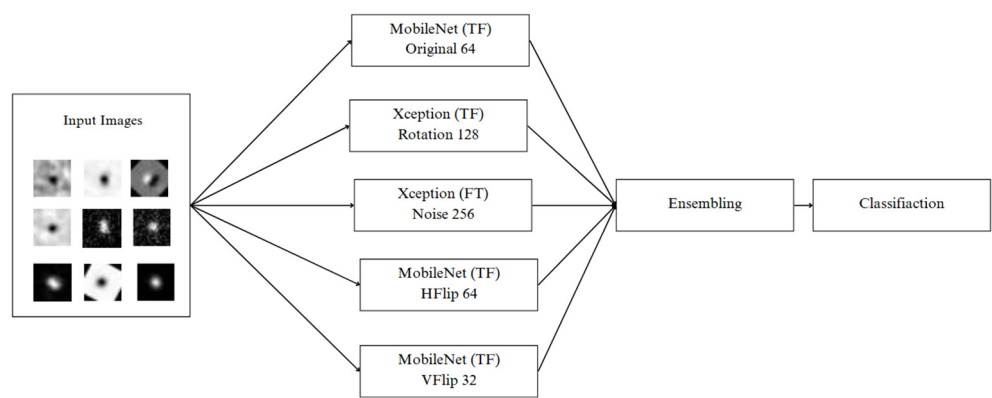 Input Images
MobileNet (TF)
Original 64
Xception (TF)
Rotation 128
Xception (FT)
Noise 256
MobileNet (TF)
HFlip 64
MobileNet (TF)
VFlip 32
Ensembling
Classifiaction